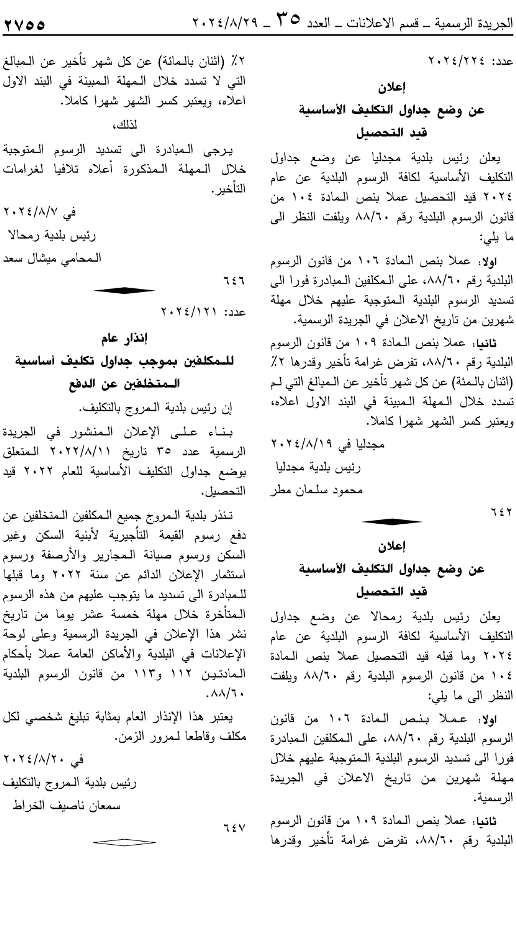 الجريدة الرسمية – قسم الاعلانات – العدد ٣٥ – ٢٠٢٤/٨/٢٩
٢٧٥٥
عدد: ٢٠٢٤/٢٢٤
إعلان
عن وضع جداول التكليف الأساسية
قيد التحصيل
يعلن رئيس بلدية مجدليا عن وضع جداول
التكليف الأساسية لكافة الرسوم البلدية عن عام
٢٠٢٤ قيد التحصيل عملا بنص المادة ١٠٤ من
قانون الرسوم البلدية رقم ٨٨/٦٠ ويلفت النظر الى
ما يلي:
اولا: عملا بنص المادة ١٠٦ من قانون الرسوم
البلدية رقم ٨٨/٦٠، على المكلفين المبادرة فورا الى
تسديد الرسوم البلدية المتوجبة عليهم خلال مهلة
شهرين من تاريخ الاعلان في الجريدة الرسمية.
ثانيا: عملا بنص المادة ١٠٩ من قانون الرسوم
البلدية رقم ٨٨/٦٠، تفرض غرامة تأخير وقدرها ٢٪
(اثنان بالمئة) عن كل شهر تأخير عن المبالغ التي لم
تسدد خلال المهلة المبينة في البند الاول اعلاه،
ويعتبر كسر الشهر شهرا كاملا.
مجدليا في ٢٠٢٤/٨/١٩
رئيس بلدية مجدليا
محمود سلمان مطر
٦٤٢
إعلان
عن وضع جداول التكليف الأساسية
قيد التحصيل
يعلن رئيس بلدية رمحالا عن وضع جداول
التكليف الأساسية لكافة الرسوم البلدية عن عام
٢٠٢٤ وما قبله قيد التحصيل عملا بنص المادة
١٠٤ من قانون الرسوم البلدية رقم ٨٨/٦٠ ويلفت
النظر الى ما يلي:
اولا: عملا بنص المادة ١٠٦ من قانون
الرسوم البلدية رقم ٨٨/٦٠، على المكلفين المبادرة
فورا الى تسديد الرسوم البلدية المتوجبة عليهم خلال
مهلة شهرين من تاريخ الاعلان في الجريدة
الرسمية.
ثانيا: عملا بنص المادة ١٠٩ من قانون الرسوم
البلدية رقم ٨٨/٦٠، تفرض غرامة تأخير وقدرها
٢٪ (اثنان بالمائة) عن كل شهر تأخير عن المبالغ
التي لا تسدد خلال المهلة المبينة في البند الاول
اعلاه، ويعتبر كسر الشهر شهرا كاملا.
لذلك،
يرجى المبادرة الى تسديد الرسوم المتوجبة
خلال المهلة المذكورة أعلاه تلافيا لغرامات
التأخير.
في ٢٠٢٤/٨/٧
رئيس بلدية رمحالا
المحامي ميشال سعد
٦٤٦
عدد: ٢٠٢٤/١٢١
إنذار عام
للمكلفين بموجب جداول تكليف أساسية
المتخلفين عن الدفع
إن رئيس بلدية المروج بالتكليف.
بناء على الإعلان المنشور في الجريدة
الرسمية عدد ٣٥ تاريخ ٢٠٢٢/٨/١١ المتعلق
بوضع جداول التكليف الأساسية للعام ٢٠٢٢ قيد
التحصيل.
تنذر بلدية المروج جميع المكلفين المتخلفين عن
دفع رسوم القيمة التأجيرية لأبنية السكن وغير
السكن ورسوم صيانة المجارير والأرصفة ورسوم
استثمار الإعلان الدائم عن سنة ٢٠٢٢ وما قبلها
للمبادرة الى تسديد ما يتوجب عليهم من هذه الرسوم
المتأخرة خلال مهلة خمسة عشر يوما من تاريخ
نشر هذا الإعلان في الجريدة الرسمية وعلى لوحة
الإعلانات في البلدية والأماكن العامة عملا بأحكام
المادتين ١١٢ و١١٣ من قانون الرسوم البلدية
٨٨/٦٠.
يعتبر هذا الإنذار العام بمثابة تبليغ شخصي لكل
مكلف وقاطعا لمرور الزمن.
في ٢٠٢٤/٨/٢٠
رئيس بلدية المروج بالتكليف
سمعان ناصيف الخراط
٦٤٧